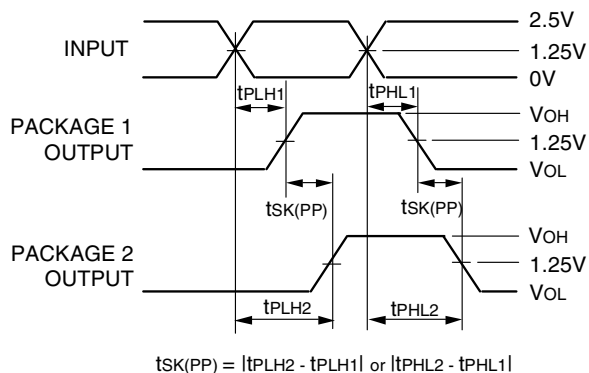 INPUT
2.5V
1.25V
0V
tPLH1
tPHL1
PACKAGE 1
OUTPUT
VOH
1.25V
VOL
tSK(PP)
tSK(PP)
PACKAGE 2
OUTPUT
VOH
1.25V
VOL
tPLH2
tPHL2
tSK(PP) = |tPLH2 - tPLH1| or |tPHL2 - tPHL1|